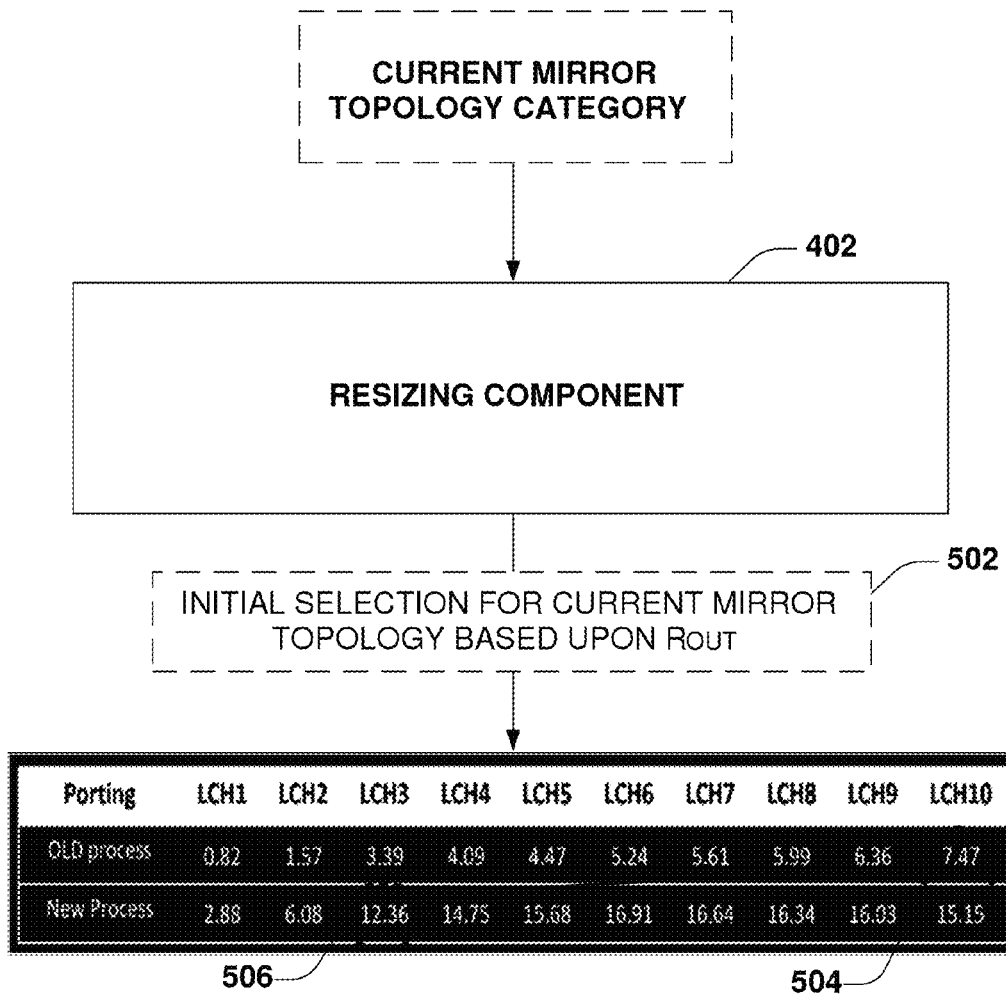 CURRENT MIRROR
TOPOLOGY CATEGORY
402
RESIZING COMPONENT
502
INITIAL SELECTION FOR CURRENT MIRROR
TOPOLOGY BASED UPON ROUT
Porting LCH1 LCH2 LCH3 LCH4 LCH5 LCH6 LCH7 LCH8 LCH9 LCH10
OLD process 0.82 1.57 3.39 4.09 4.47 5.24 5.61 5.99 6.36 7.47
New Process 2.88 6.08 12.36 14.75 15.68 16.91 16.64 16.34 16.03 15.15
506 504